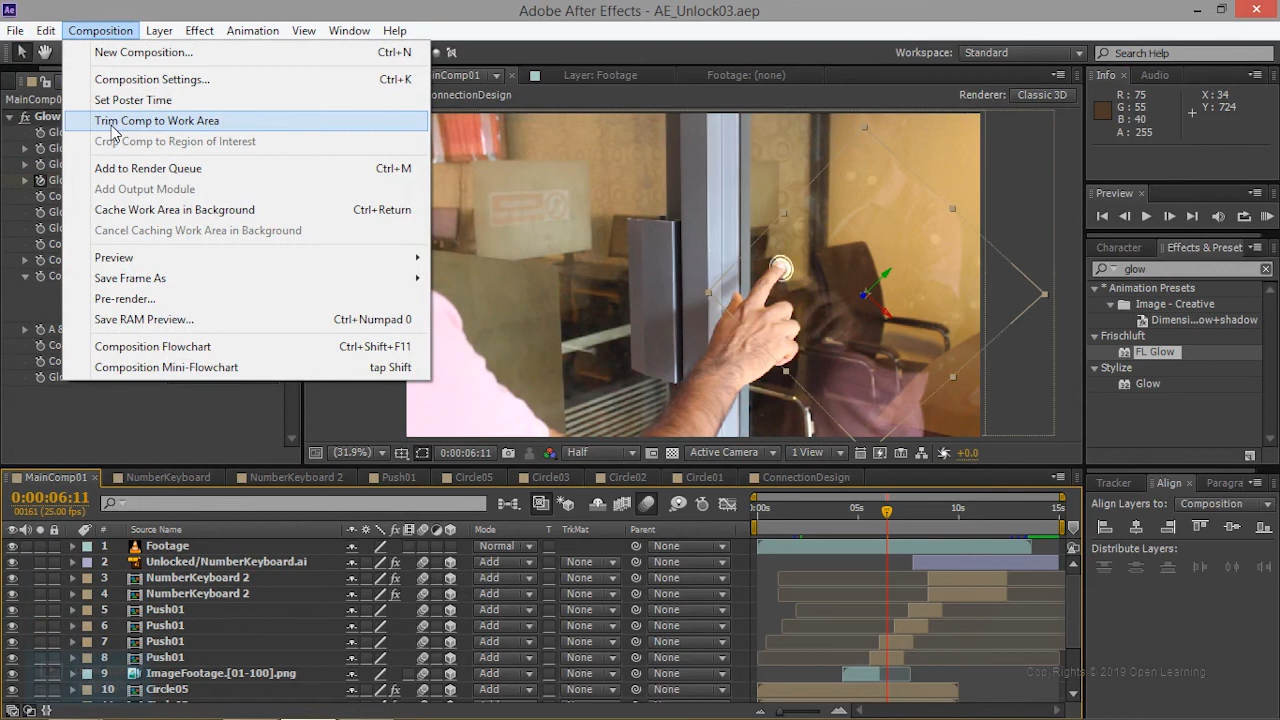 Ae
Adobe After Effects - AE_Unlock03.aep
File Edit Composition Layer Effect Animation View Window Help
Workspace: Standard
Search Help
New Composition... Ctrl+N
Composition Settings... Ctrl+K
Set Poster Time
Trim Comp to Work Area
Crop Comp to Region of Interest
Add to Render Queue Ctrl+M
Add Output Module
Cache Work Area in Background Ctrl+Return
Cancel Caching Work Area in Background
Preview
Save Frame As
Pre-render...
Save RAM Preview... Ctrl+Numpad 0
Composition Flowchart Ctrl+Shift+F11
Composition Mini-Flowchart tap Shift
Layer: Footage
Footage: (none)
Renderer: Classic 3D
Info Audio
R: 75
G: 55
B: 40
A: 255
X: 34
Y: 724
Preview
Character Effects & Preset
glow
* Animation Presets
Image - Creative
Dimensi...ow+shadow
Frischluft
FL Glow
Stylize
Glow
(31.9%) 0:00:06:11 Half Active Camera 1 View +0.0
MainComp01 NumberKeyboard NumberKeyboard 2 Push01 Circle05 Circle03 Circle02 Circle01 ConnectionDesign
0:00:06:11
00161 (25.00 fps)
05s 10s 15s
# Source Name Mode T TrkMat Parent
1 Footage Normal None
2 Unlocked/NumberKeyboard.ai Add None None
3 NumberKeyboard 2 Add None None
4 NumberKeyboard 2 Add None None
5 Push01 Add None None
6 Push01 Add None None
7 Push01 Add None None
8 Push01 Add None None
9 ImageFootage.[01-100].png Add None None
10 Circle05 Add None None
Tracker Align
Align Layers to: Composition
Distribute Layers:
Cop Rights © 2019 Open Learning